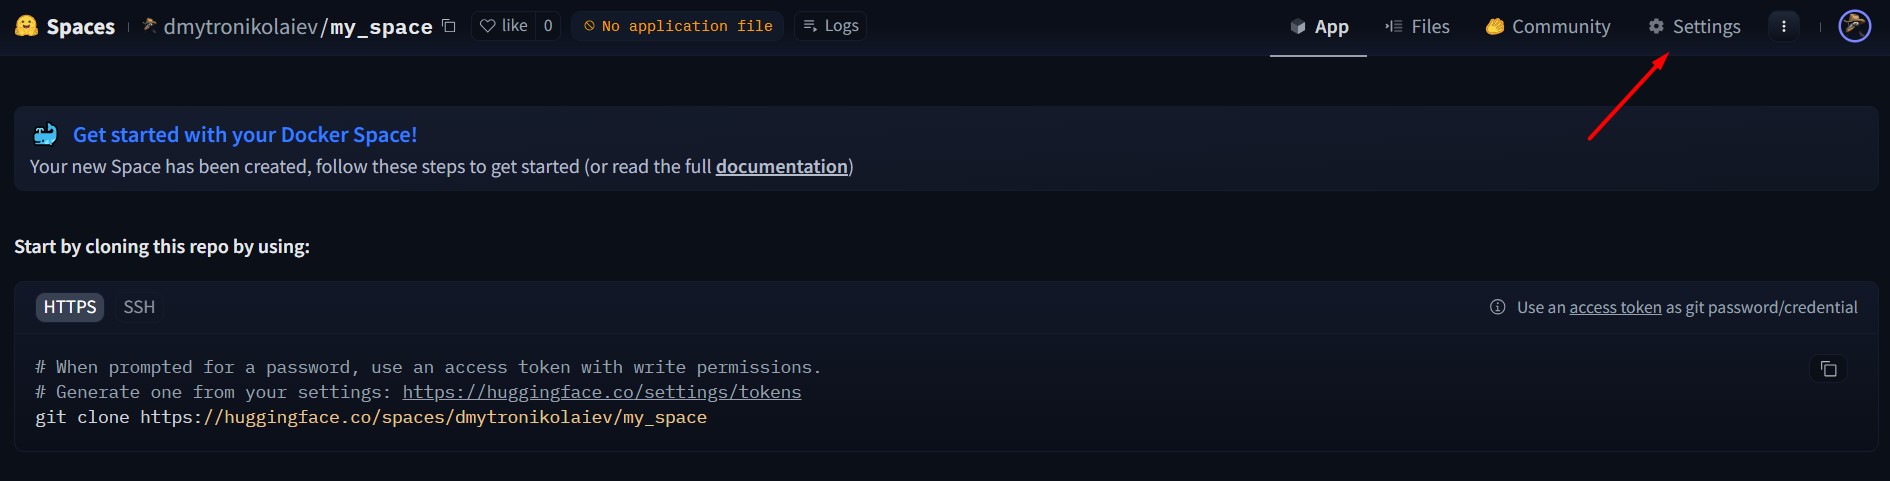 Spaces dmytronikolaiev/my_space like 0 No application file Logs App Files Community Settings
Get started with your Docker Space!
Your new Space has been created, follow these steps to get started (or read the full documentation)
Start by cloning this repo by using:
HTTPS SSH Use an access token as git password/credential
# When prompted for a password, use an access token with write permissions.
# Generate one from your settings: https://huggingface.co/settings/tokens
git clone https://huggingface.co/spaces/dmytronikolaiev/my_space